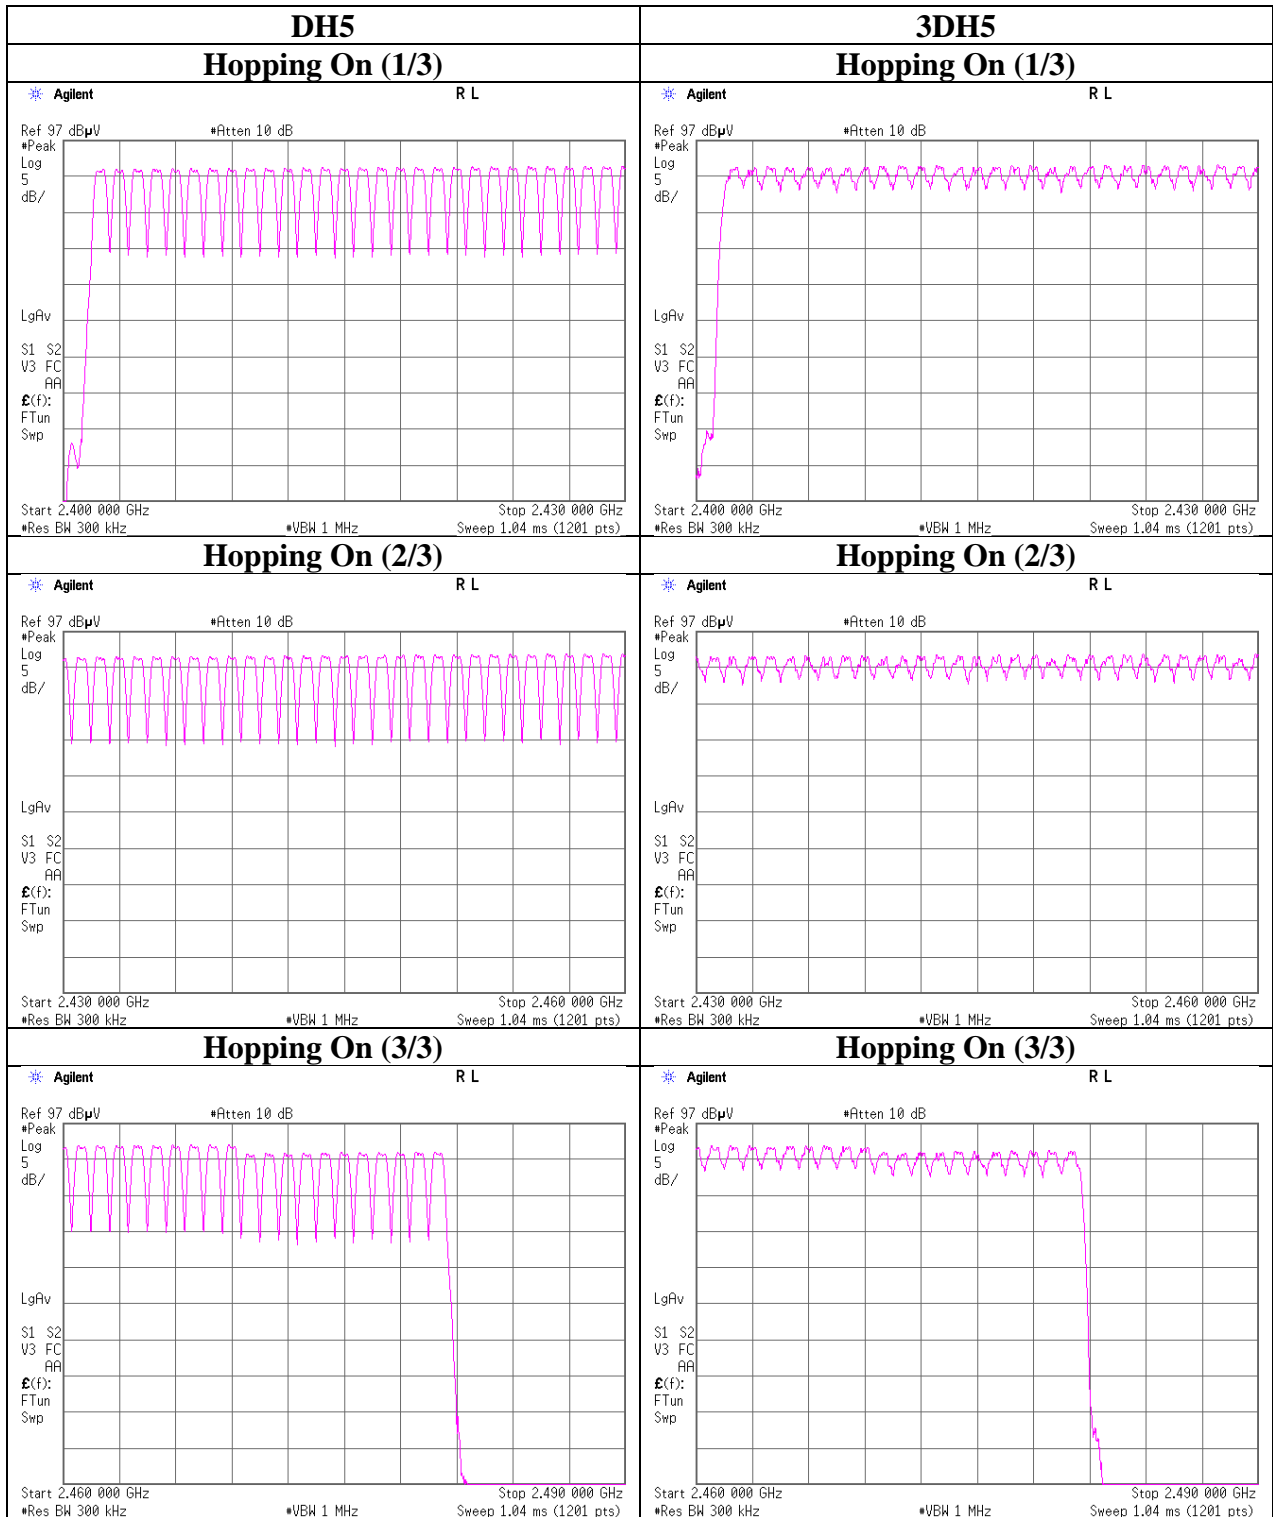 DH5
3DH5
Hopping On (1/3)
Hopping On (1/3)
Agilent
R L
Ref 97 dBµV
#Atten 10 dB
#Peak
Log
5
dB/
LgAv
S1 S2
V3 FC
AA
£(f):
FTun
Swp
Start 2.400 000 GHz
Stop 2.430 000 GHz
#Res BW 300 kHz
#VBW 1 MHz
Sweep 1.04 ms (1201 pts)
Agilent
R L
Ref 97 dBµV
#Atten 10 dB
#Peak
Log
5
dB/
LgAv
S1 S2
V3 FC
AA
£(f):
FTun
Swp
Start 2.400 000 GHz
Stop 2.430 000 GHz
#Res BW 300 kHz
#VBW 1 MHz
Sweep 1.04 ms (1201 pts)
Hopping On (2/3)
Hopping On (2/3)
Agilent
R L
Ref 97 dBµV
#Atten 10 dB
#Peak
Log
5
dB/
LgAv
S1 S2
V3 FC
AA
£(f):
FTun
Swp
Start 2.430 000 GHz
Stop 2.460 000 GHz
#Res BW 300 kHz
#VBW 1 MHz
Sweep 1.04 ms (1201 pts)
Agilent
R L
Ref 97 dBµV
#Atten 10 dB
#Peak
Log
5
dB/
LgAv
S1 S2
V3 FC
AA
£(f):
FTun
Swp
Start 2.430 000 GHz
Stop 2.460 000 GHz
#Res BW 300 kHz
#VBW 1 MHz
Sweep 1.04 ms (1201 pts)
Hopping On (3/3)
Hopping On (3/3)
Agilent
R L
Ref 97 dBµV
#Atten 10 dB
#Peak
Log
5
dB/
LgAv
S1 S2
V3 FC
AA
£(f):
FTun
Swp
Start 2.460 000 GHz
Stop 2.490 000 GHz
#Res BW 300 kHz
#VBW 1 MHz
Sweep 1.04 ms (1201 pts)
Agilent
R L
Ref 97 dBµV
#Atten 10 dB
#Peak
Log
5
dB/
LgAv
S1 S2
V3 FC
AA
£(f):
FTun
Swp
Start 2.460 000 GHz
Stop 2.490 000 GHz
#Res BW 300 kHz
#VBW 1 MHz
Sweep 1.04 ms (1201 pts)